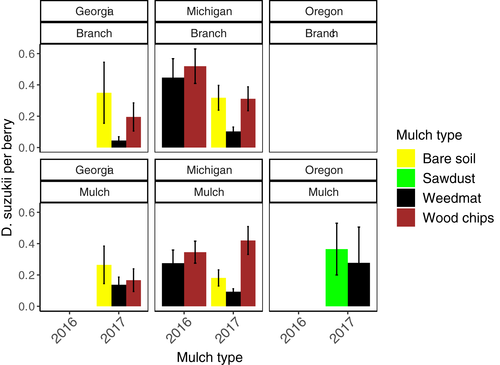 Georgia Michigan Oregon
Branch Branch Branch
0.6
0.4
0.2
0.0
Georgia Michigan Oregon
Mulch Mulch Mulch
0.6
0.4
0.2
0.0
2016 2017 2016 2017 2016 2017
Mulch type
D. suzukii per berry
Mulch type
Bare soil
Sawdust
Weedmat
Wood chips